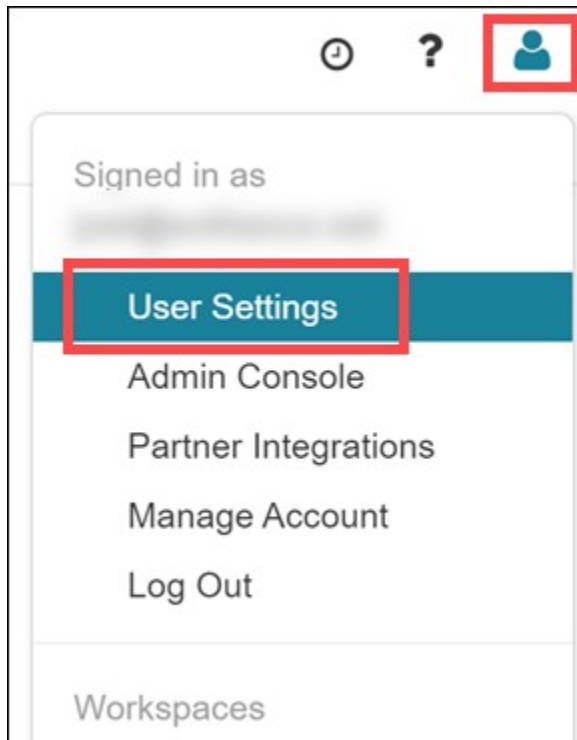 ?
Signed in as
User Settings
Admin Console
Partner Integrations
Manage Account
Log Out
Workspaces